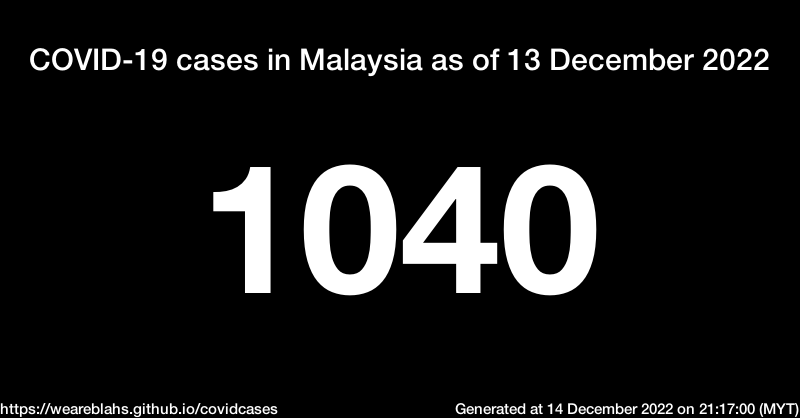 COVID-19 cases in Malaysia as of 13 December 2022
1040
https://weareblahs.github.io/covidcases
Generated at 14 December 2022 on 21:17:00 (MYT)